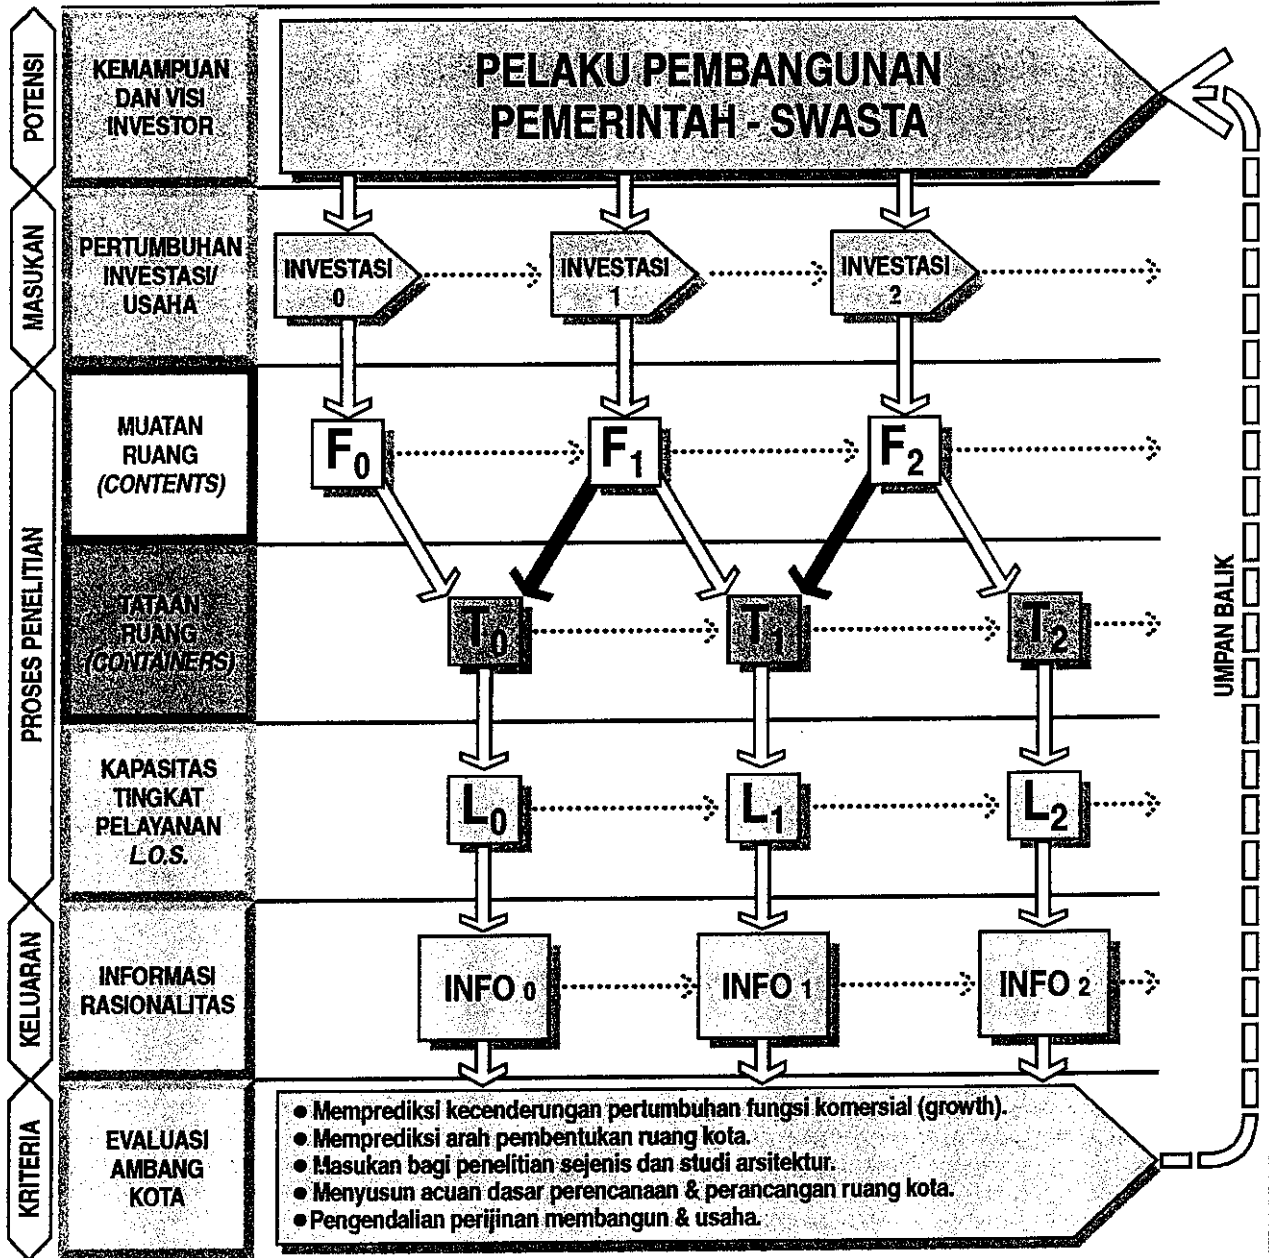 POTENSI
KEMAMPUAN
DAN VISI
INVESTOR
PELAKU PEMBANGUNAN
PEMERINTAH - SWASTA
MASUKAN
PERTUMBUHAN
INVESTASI/
USAHA
INVESTASI
0
INVESTASI
1
INVESTASI
2
PROSES PENELITIAN
MUATAN
RUANG
(CONTENTS)
F0
F1
F2
TATAAN
RUANG
(CONTAINERS)
T0
T1
T2
KAPASITAS
TINGKAT
PELAYANAN
L.O.S.
L0
L1
L2
KELUARAN
INFORMASI
RASIONALITAS
INFO 0
INFO 1
INFO 2
KRITERIA
EVALUASI
AMBANG
KOTA
● Memprediksi kecenderungan pertumbuhan fungsi komersial (growth).
● Memprediksi arah pembentukan ruang kota.
● Masukan bagi penelitian sejenis dan studi arsitektur.
● Menyusun acuan dasar perencanaan & perancangan ruang kota.
● Pengendalian perijinan membangun & usaha.
UMPAN BALIK